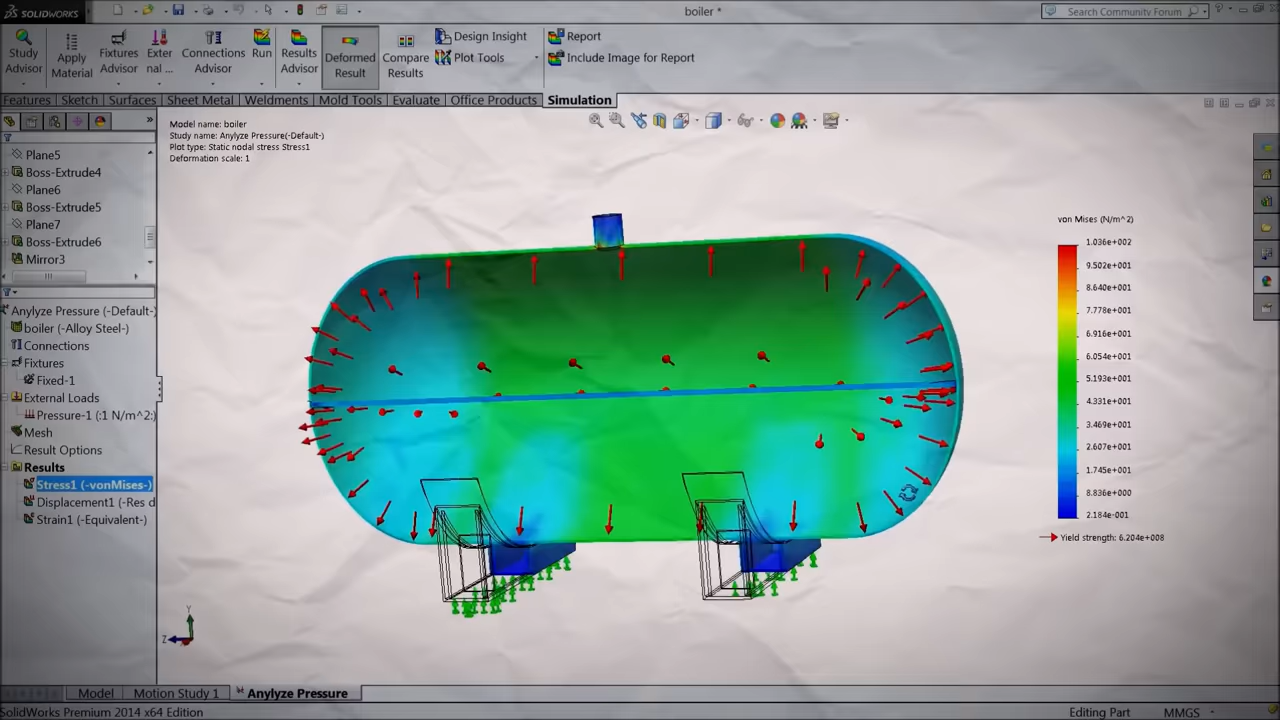 SOLIDWORKS
boiler *
Search Community Forum
Study Advisor
Apply Material
Fixtures Advisor
Exter nal ...
Connections Advisor
Run
Results Advisor
Deformed Result
Compare Results
Design Insight
Plot Tools
Report
Include Image for Report
Features
Sketch
Surfaces
Sheet Metal
Weldments
Mold Tools
Evaluate
Office Products
Simulation
Plane5
Boss-Extrude4
Plane6
Boss-Extrude5
Plane7
Boss-Extrude6
Mirror3
Anylyze Pressure (-Default-)
boiler (-Alloy Steel-)
Connections
Fixtures
Fixed-1
External Loads
Pressure-1 (:1 N/m^2:)
Mesh
Result Options
Results
Stress1 (-vonMises-)
Displacement1 (-Res d
Strain1 (-Equivalent-)
Model name: boiler
Study name: Anylyze Pressure(-Default-)
Plot type: Static nodal stress Stress1
Deformation scale: 1
von Mises (N/m^2)
1.036e+002
9.502e+001
8.640e+001
7.778e+001
6.916e+001
6.054e+001
5.193e+001
4.331e+001
3.469e+001
2.607e+001
1.745e+001
8.836e+000
2.184e-001
Yield strength: 6.204e+008
Y
Z
Model
Motion Study 1
Anylyze Pressure
SolidWorks Premium 2014 x64 Edition
Editing Part
MMGS